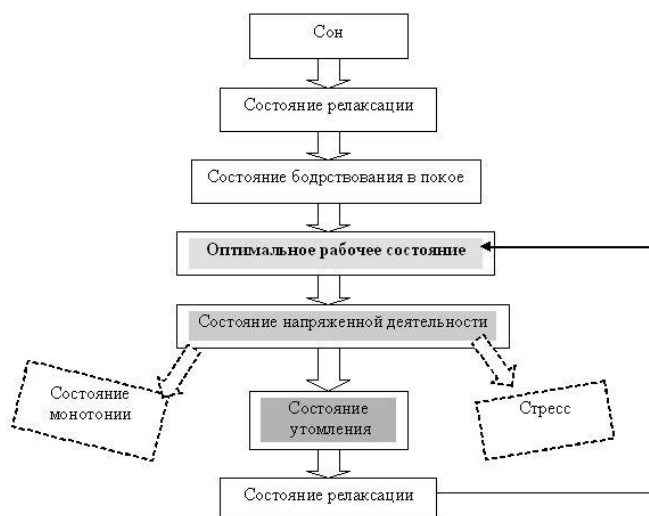 Сон
Состояние релаксации
Состояние бодрствования в покое
Оптимальное рабочее состояние
Состояние напряженной деятельности
Состояние
монотонии
Состояние
утомления
Стресс
Состояние релаксации